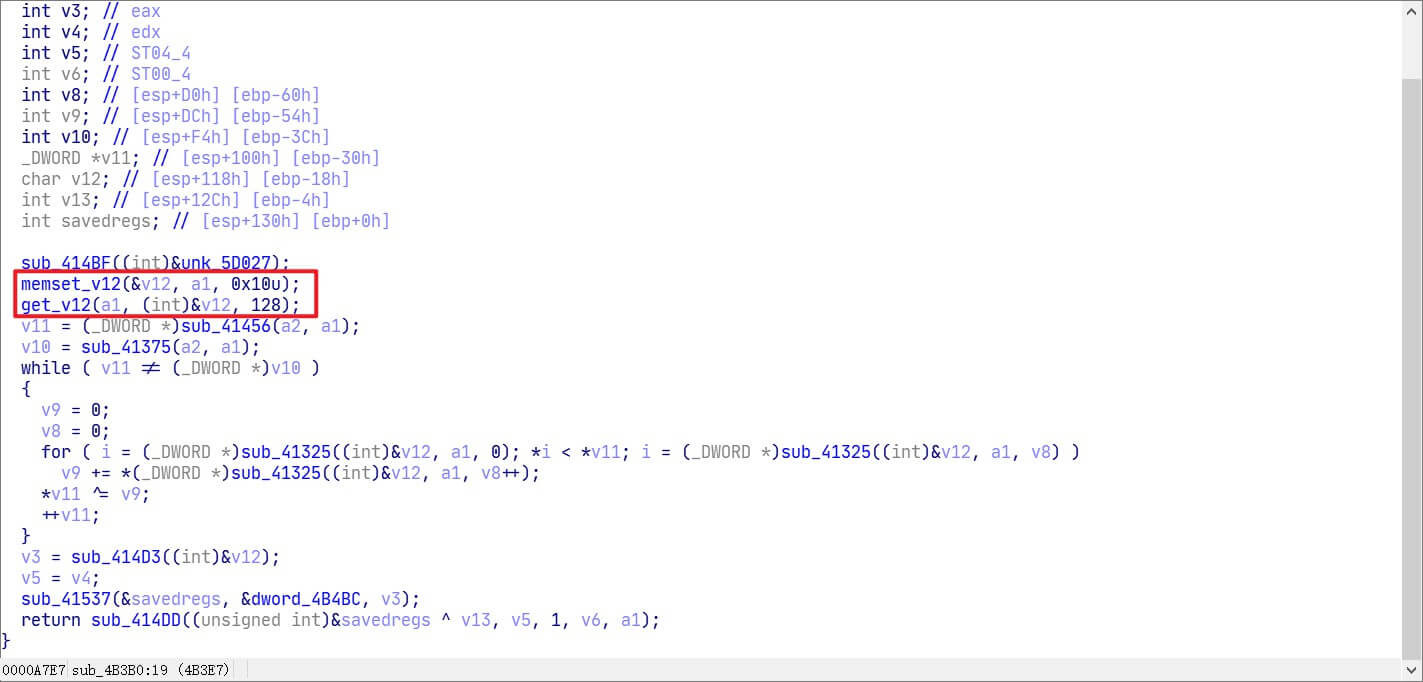 int v3; // eax
int v4; // edx
int v5; // ST04_4
int v6; // ST00_4
int v8; // [esp+D0h] [ebp-60h]
int v9; // [esp+DCh] [ebp-54h]
int v10; // [esp+F4h] [ebp-3Ch]
_DWORD *v11; // [esp+100h] [ebp-30h]
char v12; // [esp+118h] [ebp-18h]
int v13; // [esp+12Ch] [ebp-4h]
int savedregs; // [esp+130h] [ebp+0h]
sub_414BF((int)&unk_5D027);
memset_v12(&v12, a1, 0x10u);
get_v12(a1, (int)&v12, 128);
v11 = (_DWORD *)sub_41456(a2, a1);
v10 = sub_41375(a2, a1);
while ( v11 != (_DWORD *)v10 )
{
v9 = 0;
v8 = 0;
for ( i = (_DWORD *)sub_41325((int)&v12, a1, 0); *i < *v11; i = (_DWORD *)sub_41325((int)&v12, a1, v8) )
v9 += *(_DWORD *)sub_41325((int)&v12, a1, v8++);
*v11 ^= v9;
++v11;
}
v3 = sub_414D3((int)&v12);
v5 = v4;
sub_41537(&savedregs, &dword_4B4BC, v3);
return sub_414DD((unsigned int)&savedregs ^ v13, v5, 1, v6, a1);
}
0000A7E7 sub_4B3B0:19 (4B3E7)